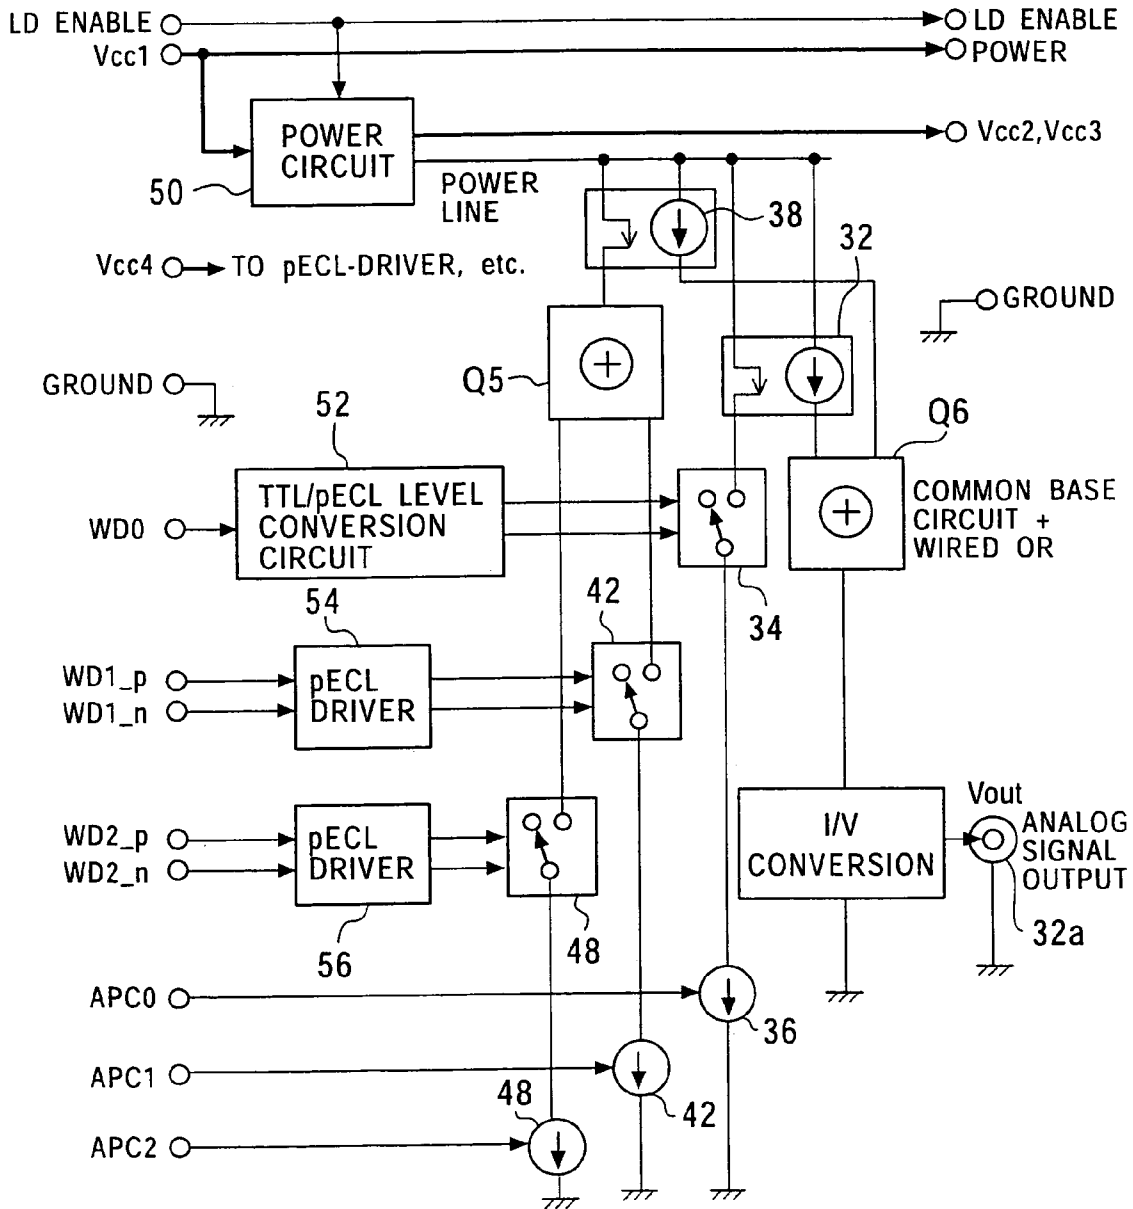 LD ENABLE
LD ENABLE
Vcc1
POWER
POWER
CIRCUIT
Vcc2,Vcc3
50
POWER
LINE
38
32
Vcc4
TO pECL-DRIVER, etc.
GROUND
GROUND
Q5
52
Q6
TTL/pECL LEVEL
CONVERSION
CIRCUIT
COMMON BASE
CIRCUIT +
WIRED OR
WD0
54
42
34
WD1_p
WD1_n
pECL
DRIVER
WD2_p
WD2_n
pECL
DRIVER
I/V
CONVERSION
Vout
ANALOG
SIGNAL
OUTPUT
56
48
32a
APC0
36
APC1
48
42
APC2